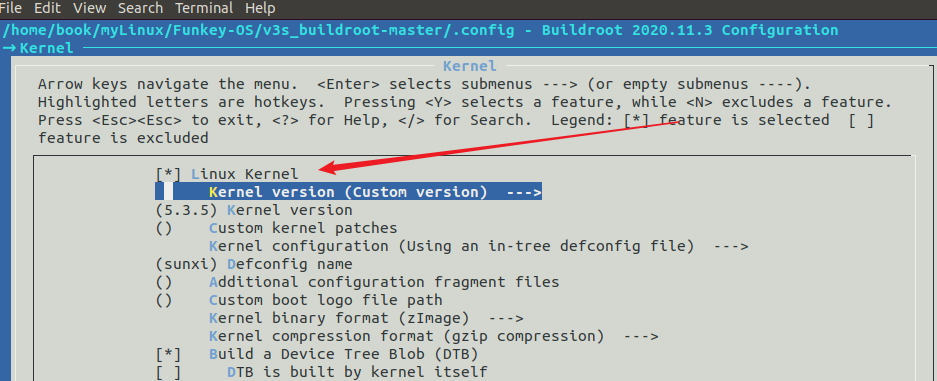 File Edit View Search Terminal Help
/home/book/myLinux/Funkey-OS/v3s_buildroot-master/.config - Buildroot 2020.11.3 Configuration
→ Kernel
Kernel
Arrow keys navigate the menu. <Enter> selects submenus ---> (or empty submenus ----).
Highlighted letters are hotkeys. Pressing <Y> selects a feature, while <N> excludes a feature.
Press <Esc><Esc> to exit, <?> for Help, </> for Search. Legend: [*] feature is selected [ ]
feature is excluded
[*] Linux Kernel
Kernel version (Custom version) --->
(5.3.5) Kernel version
() Custom kernel patches
Kernel configuration (Using an in-tree defconfig file) --->
(sunxi) Defconfig name
() Additional configuration fragment files
() Custom boot logo file path
Kernel binary format (zImage) --->
Kernel compression format (gzip compression) --->
[*] Build a Device Tree Blob (DTB)
[ ] DTB is built by kernel itself